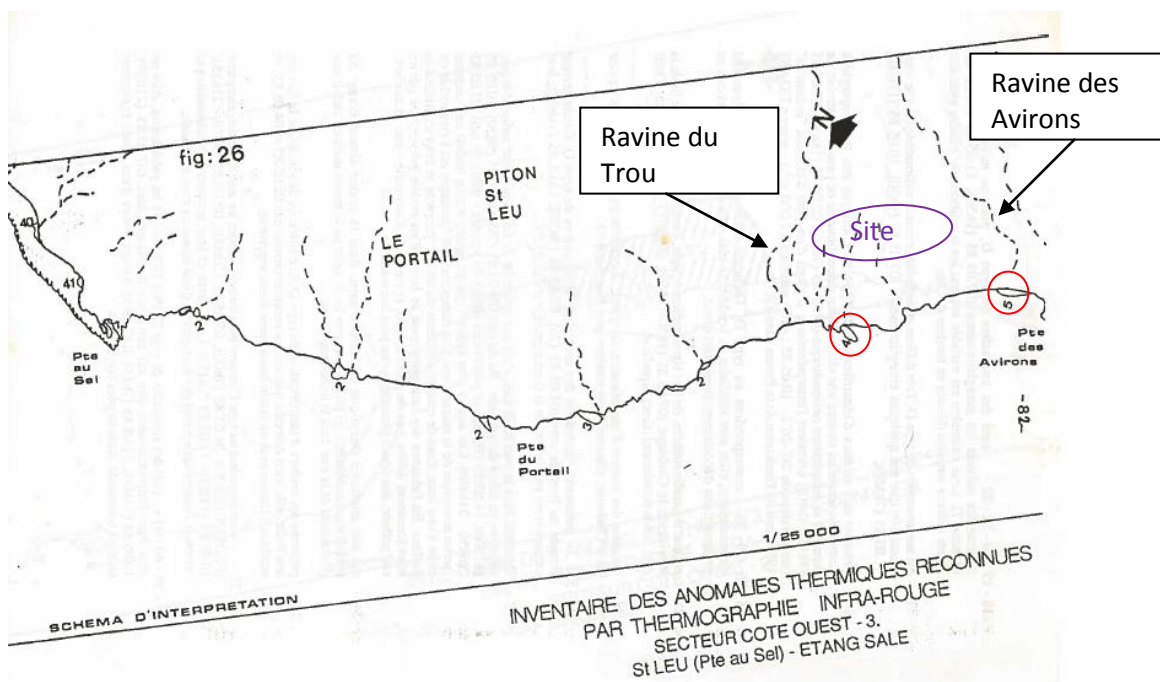 Ravine des
Avirons
Ravine du
Trou
N
fig: 26
PITON
St
LEU
LE
PORTAIL
Site
40
410
Pte
au
Sel
2
2
2
Pte
du
Portail
3
2
4
5
Pte
des
Avirons
-82-
1/25 000
SCHEMA D'INTERPRETATION
INVENTAIRE DES ANOMALIES THERMIQUES RECONNUES
PAR THERMOGRAPHIE INFRA-ROUGE
SECTEUR COTE OUEST - 3.
St LEU (Pte au Sel) - ETANG SALE